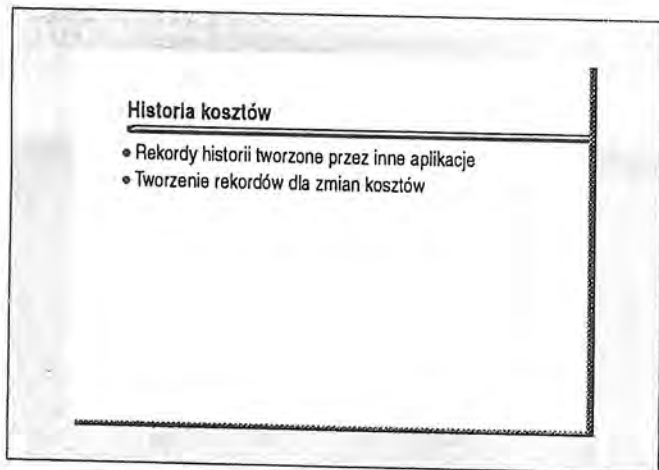 Historia kosztów
• Rekordy historii tworzone przez inne aplikacje
• Tworzenie rekordów dla zmian kosztów